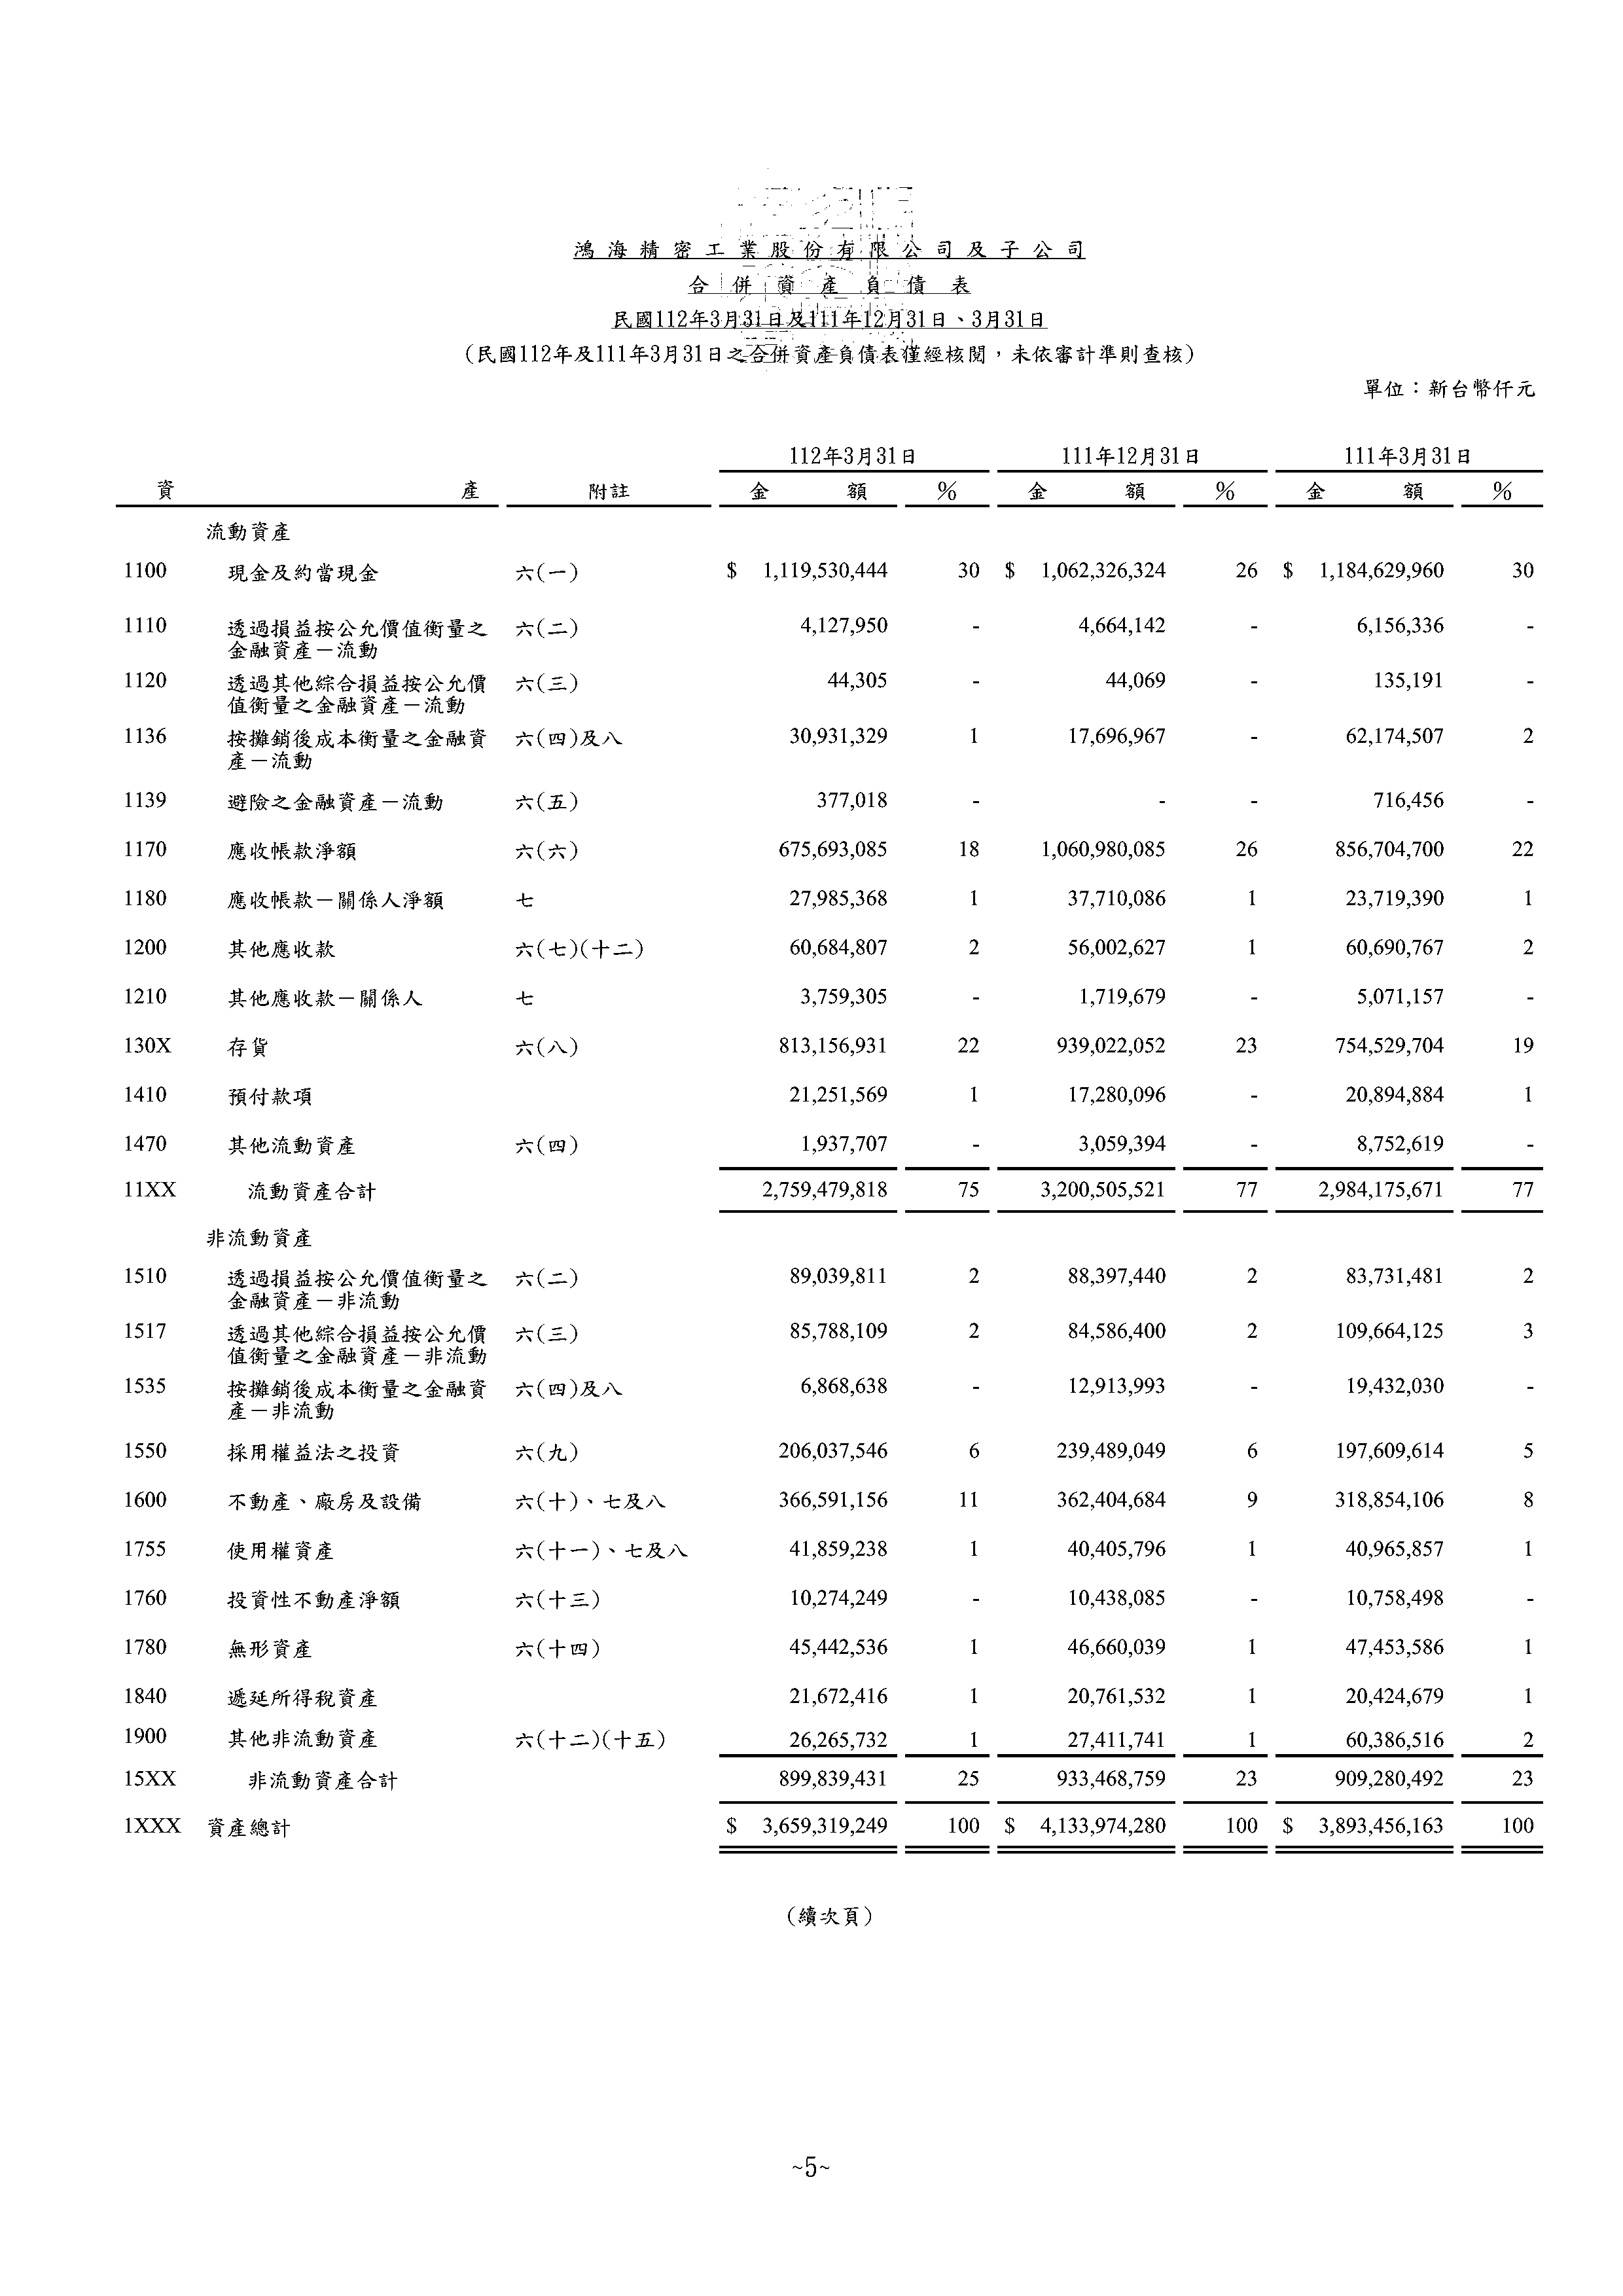 鴻海精密工業股份有限公司及子公司
合併資產負債表
民國112年3月31日及111年12月31日、3月31日
(民國112年及111年3月31日之合併資產負債表僅經核閱,未依審計準則查核)
單位:新台幣仟元
112年3月31日 111年12月31日 111年3月31日
資產 附註 金額 % 金額 % 金額 %
流動資產
1100 現金及約當現金 六(一) $ 1,119,530,444 30 $ 1,062,326,324 26 $ 1,184,629,960 30
1110 透過損益按公允價值衡量之 六(二) 4,127,950 - 4,664,142 - 6,156,336 -
金融資產-流動
1120 透過其他綜合損益按公允價 六(三) 44,305 - 44,069 - 135,191 -
值衡量之金融資產-流動
1136 按攤銷後成本衡量之金融資 六(四)及八 30,931,329 1 17,696,967 - 62,174,507 2
產-流動
1139 避險之金融資產-流動 六(五) 377,018 - - - 716,456 -
1170 應收帳款淨額 六(六) 675,693,085 18 1,060,980,085 26 856,704,700 22
1180 應收帳款-關係人淨額 七 27,985,368 1 37,710,086 1 23,719,390 1
1200 其他應收款 六(七)(十二) 60,684,807 2 56,002,627 1 60,690,767 2
1210 其他應收款-關係人 七 3,759,305 - 1,719,679 - 5,071,157 -
130X 存貨 六(八) 813,156,931 22 939,022,052 23 754,529,704 19
1410 預付款項 21,251,569 1 17,280,096 - 20,894,884 1
1470 其他流動資產 六(四) 1,937,707 - 3,059,394 - 8,752,619 -
11XX 流動資產合計 2,759,479,818 75 3,200,505,521 77 2,984,175,671 77
非流動資產
1510 透過損益按公允價值衡量之 六(二) 89,039,811 2 88,397,440 2 83,731,481 2
金融資產-非流動
1517 透過其他綜合損益按公允價 六(三) 85,788,109 2 84,586,400 2 109,664,125 3
值衡量之金融資產-非流動
1535 按攤銷後成本衡量之金融資 六(四)及八 6,868,638 - 12,913,993 - 19,432,030 -
產-非流動
1550 採用權益法之投資 六(九) 206,037,546 6 239,489,049 6 197,609,614 5
1600 不動產、廠房及設備 六(十)、七及八 366,591,156 11 362,404,684 9 318,854,106 8
1755 使用權資產 六(十一)、七及八 41,859,238 1 40,405,796 1 40,965,857 1
1760 投資性不動產淨額 六(十三) 10,274,249 - 10,438,085 - 10,758,498 -
1780 無形資產 六(十四) 45,442,536 1 46,660,039 1 47,453,586 1
1840 遞延所得稅資產 21,672,416 1 20,761,532 1 20,424,679 1
1900 其他非流動資產 六(十二)(十五) 26,265,732 1 27,411,741 1 60,386,516 2
15XX 非流動資產合計 899,839,431 25 933,468,759 23 909,280,492 23
1XXX 資產總計 $ 3,659,319,249 100 $ 4,133,974,280 100 $ 3,893,456,163 100
(續次頁)
~5~